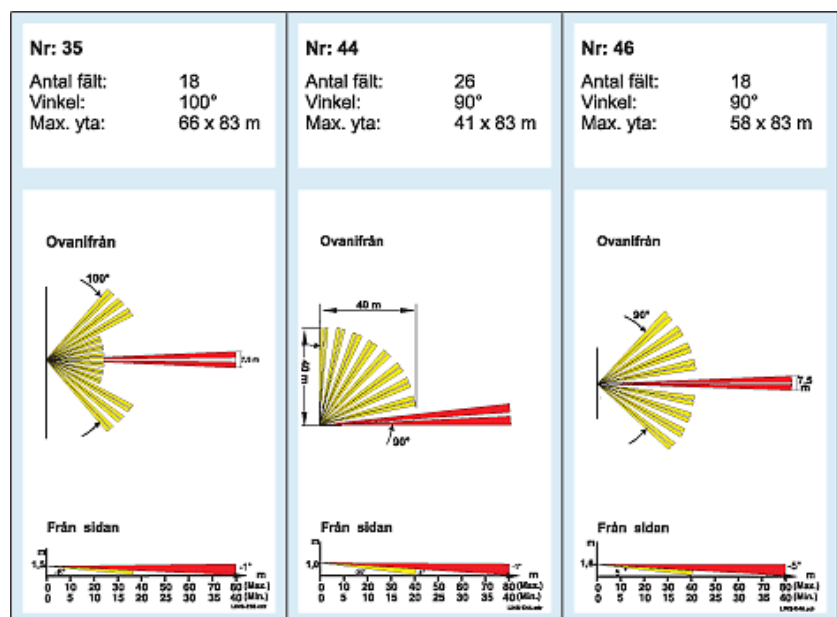 Nr: 35
Antal fält: 18
Vinkel: 100°
Max. yta: 66 x 83 m
Ovanifrån
100°
Från sidan
m
1,5
-1°
m
0 10 20 30 40 50 60 70 80 (Max.)
0 5 10 15 20 25 30 35 40 (Min.)
Nr: 44
Antal fält: 26
Vinkel: 90°
Max. yta: 41 x 83 m
Ovanifrån
40 m
40 m
90°
Från sidan
m
1,0
-1°
m
0 10 20 30 40 50 60 70 80 (Max.)
0 5 10 15 20 25 30 35 40 (Min.)
Nr: 46
Antal fält: 18
Vinkel: 90°
Max. yta: 58 x 83 m
Ovanifrån
90°
7,5
m
Från sidan
m
m
0 10 20 30 40 50 60 70 80 (Max.)
0 5 10 15 20 25 30 35 40 (Min.)